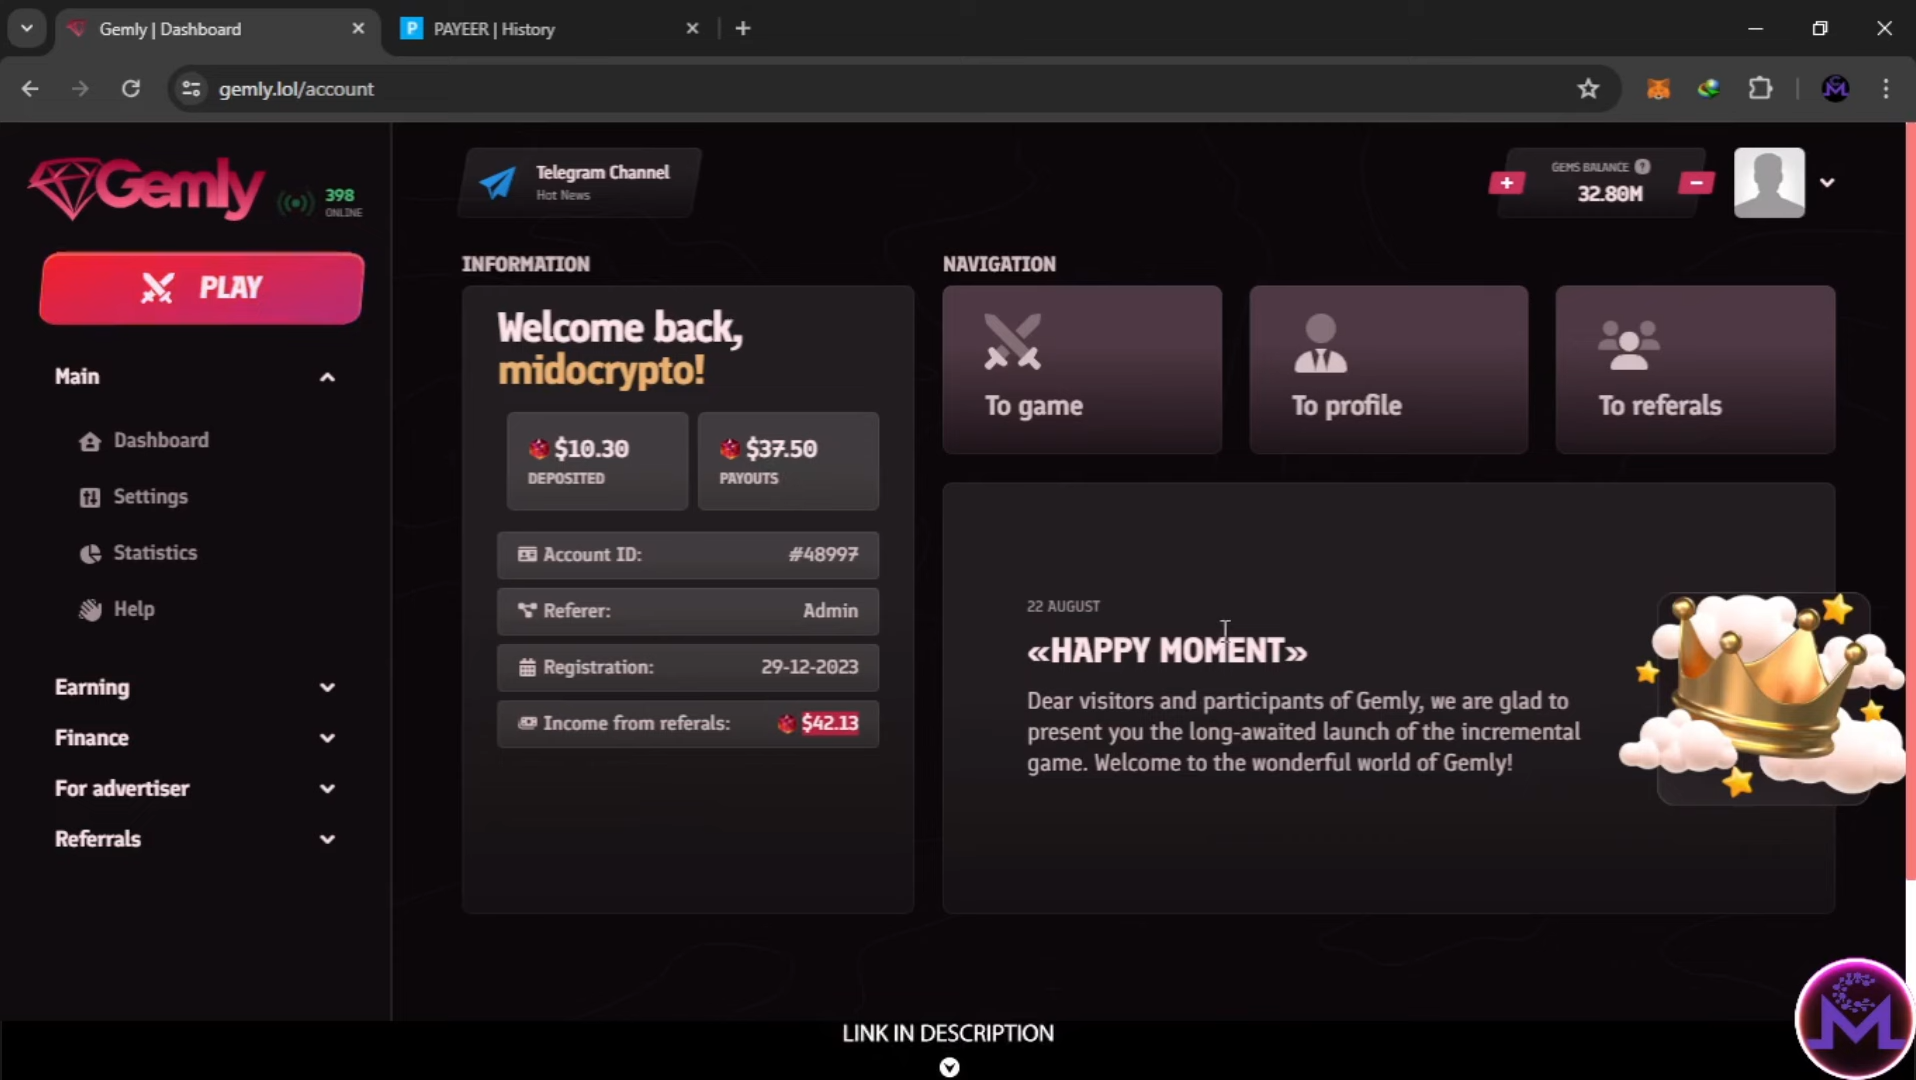 Gemly | Dashboard
PAYEER | History
gemly.lol/account
Gemly
398
ONLINE
PLAY
Main
Dashboard
Settings
Statistics
Help
Earning
Finance
For advertiser
Referrals
Telegram Channel
Hot News
GEMS BALANCE ?
32.80M
INFORMATION
Welcome back,
midocrypto!
$10.30
DEPOSITED
$37.50
PAYOUTS
Account ID: #48997
Referer: Admin
Registration: 29-12-2023
Income from referrals: $42.13
NAVIGATION
To game
To profile
To referrals
22 AUGUST
«HAPPY MOMENT»
Dear visitors and participants of Gemly, we are glad to
present you the long-awaited launch of the incremental
game. Welcome to the wonderful world of Gemly!
LINK IN DESCRIPTION